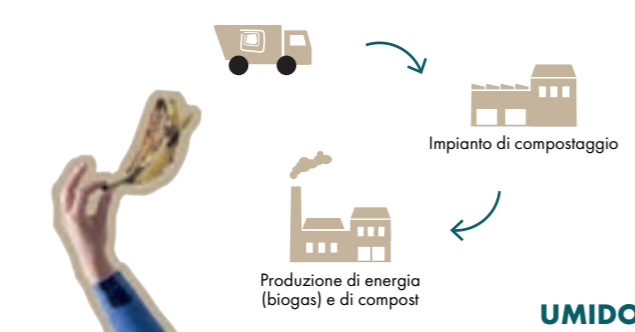 Impianto di compostaggio
Produzione di energia
(biogas) e di compost
UMIDO